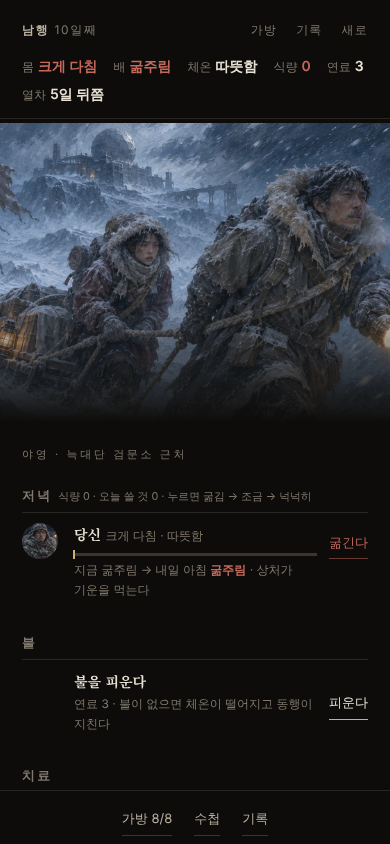 남행 10일째 가방 기록 새로
몸 크게 다침 배 굶주림 체온 따뜻함 식량 0 연료 3
열차 5일 뒤쯤
야영 · 늑대단 검문소 근처
저녁 식량 0 · 오늘 쓸 것 0 · 누르면 굶김 → 조금 → 넉넉히
당신 크게 다침 · 따뜻함
굶긴다
지금 굶주림 → 내일 아침 굶주림 · 상처가
기운을 먹는다
불
불을 피운다
연료 3 · 불이 없으면 체온이 떨어지고 동행이
지친다
피운다
치료
가방 8/8 수첩 기록